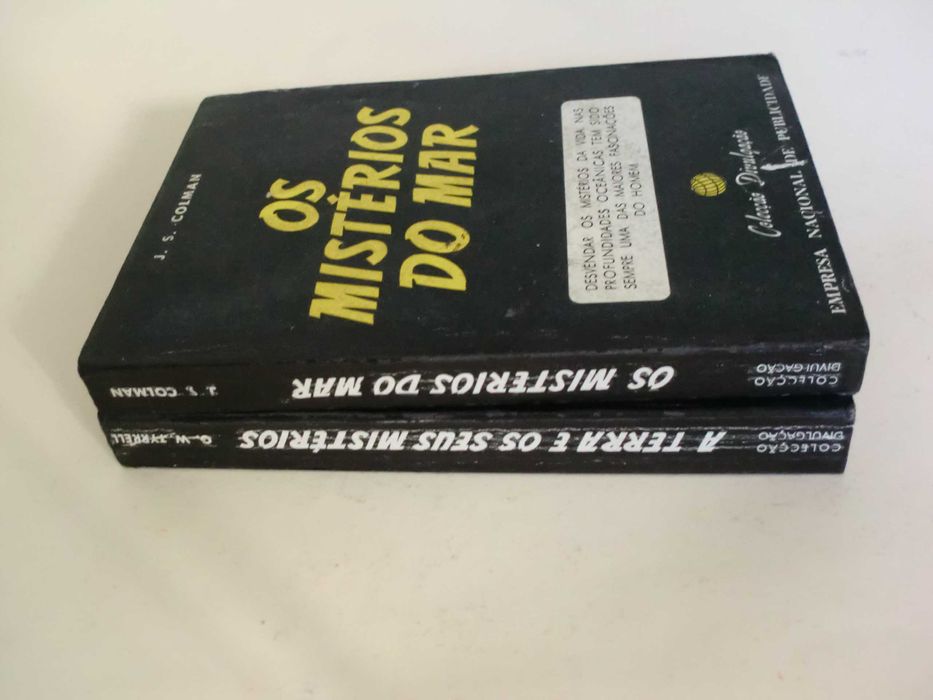 J. S. COLMAN
OS
MISTÉRIOS
DO MAR
DESVENDAR OS MISTÉRIOS DA VIDA NAS
PROFUNDIDADES OCEÂNICAS TEM SIDO
SEMPRE UMA DAS MAIORES FASCINAÇÕES
DO HOMEM
Colecção Divulgação
EMPRESA NACIONAL DE PUBLICIDADE
COLECÇÃO
DIVULGAÇÃO
OS MISTÉRIOS DO MAR
J. S. COLMAN
COLECÇÃO
DIVULGAÇÃO
A TERRA E OS SEUS MISTÉRIOS
G. W. TYRRELL